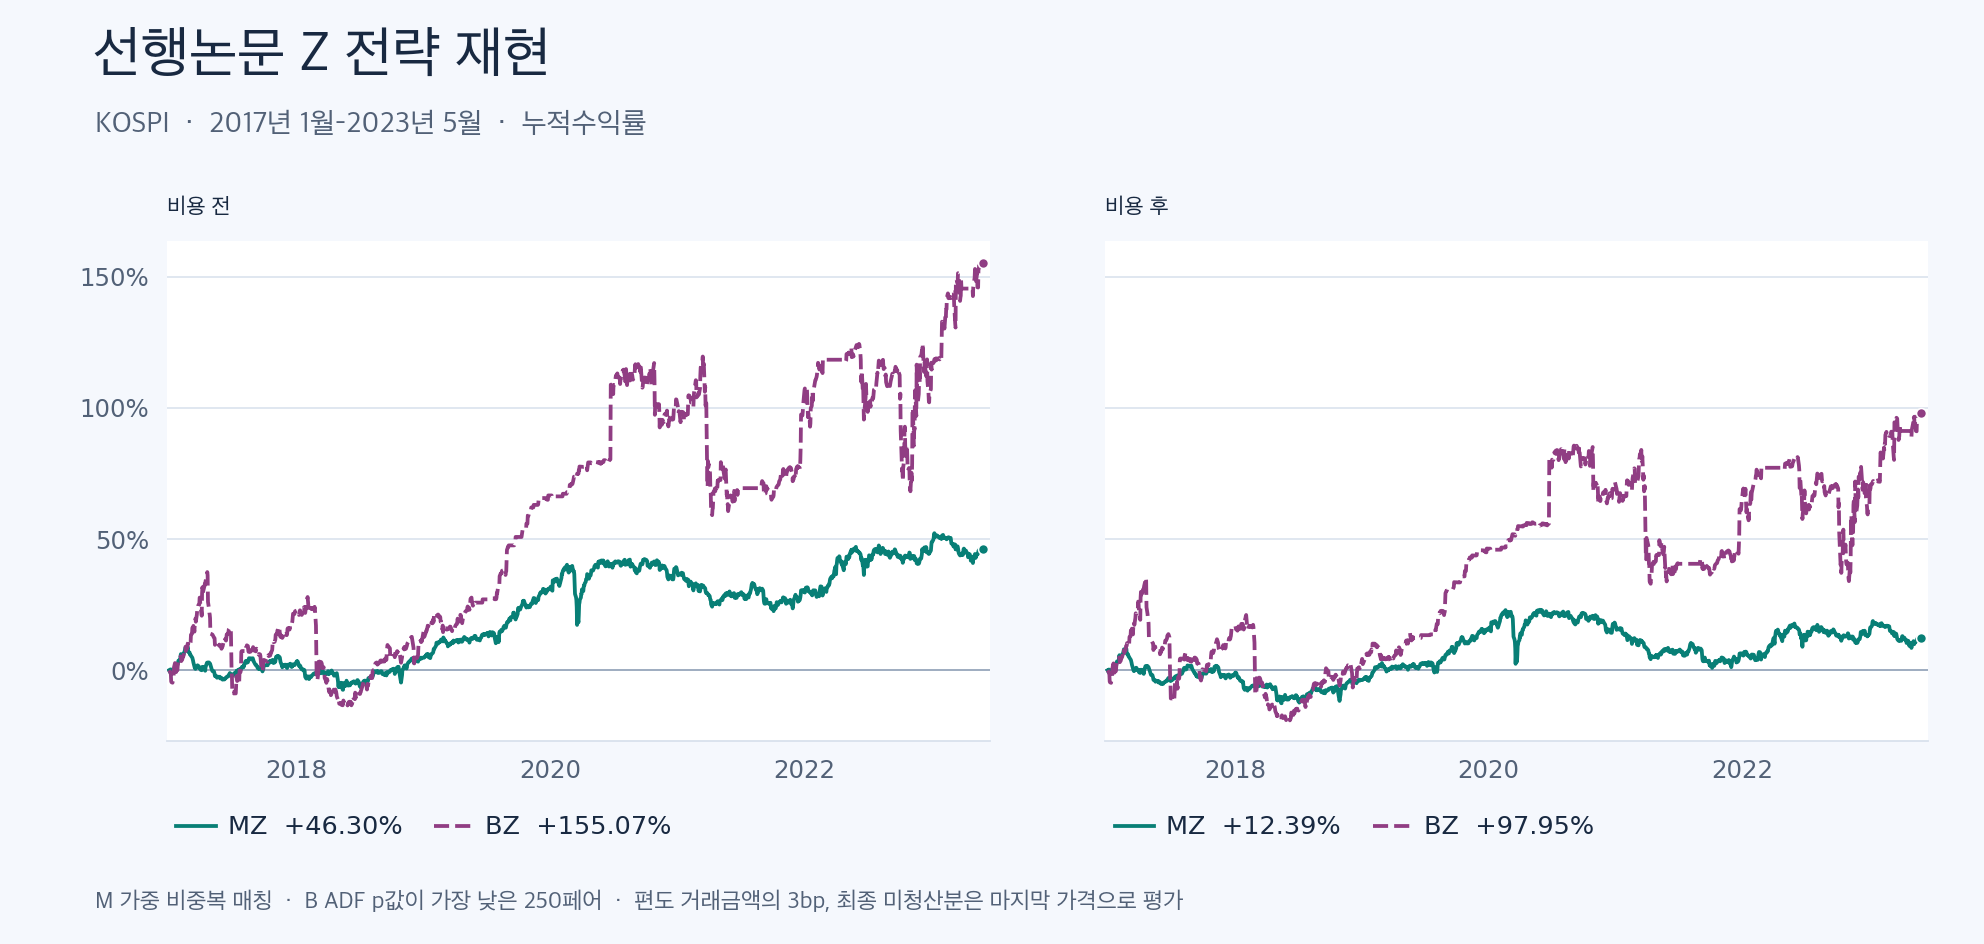 선행논문 Z 전략 재현
KOSPI · 2017년 1월-2023년 5월 · 누적수익률
비용 전
150%
100%
50%
0%
2018 2020 2022
MZ +46.30% BZ +155.07%
비용 후
2018 2020 2022
MZ +12.39% BZ +97.95%
M 가중 비중복 매칭 · B ADF p값이 가장 낮은 250페어 · 편도 거래금액의 3bp, 최종 미청산분은 마지막 가격으로 평가